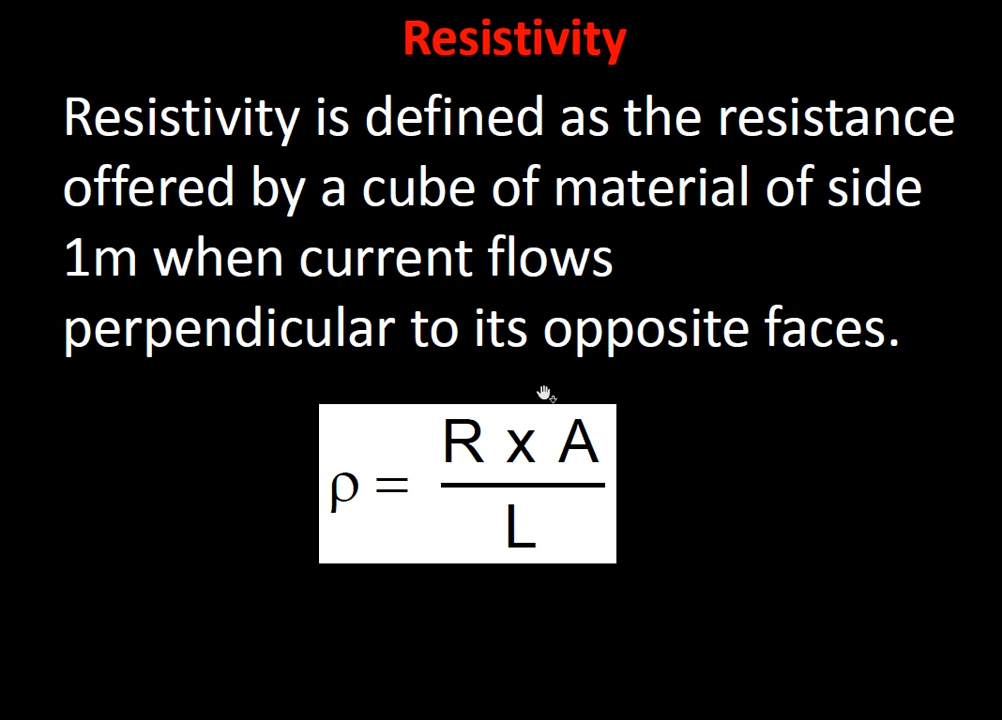 Resistivity
Resistivity is defined as the resistance
offered by a cube of material of side
1m when current flows
perpendicular to its opposite faces.
R x A
ρ =
L